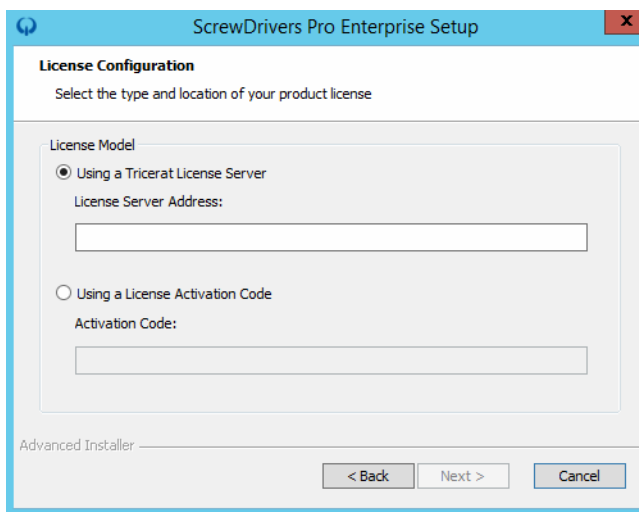 ScrewDrivers Pro Enterprise Setup
x
License Configuration
Select the type and location of your product license
License Model
Using a Tricerat License Server
License Server Address:
Using a License Activation Code
Activation Code:
Advanced Installer
< Back
Next >
Cancel